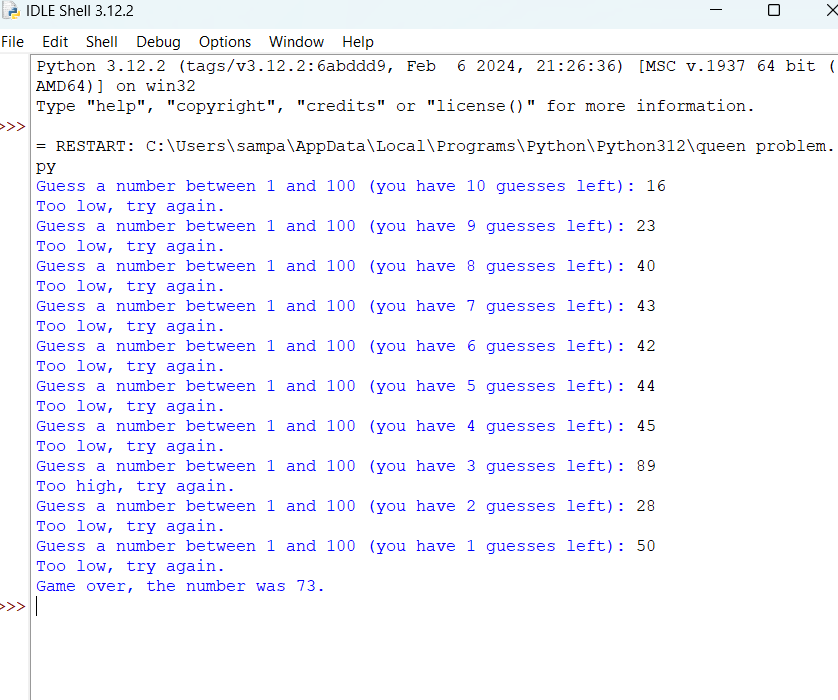 IDLE Shell 3.12.2
File Edit Shell Debug Options Window Help
Python 3.12.2 (tags/v3.12.2:6abddd9, Feb  6 2024, 21:26:36) [MSC v.1937 64 bit (
AMD64)] on win32
Type "help", "copyright", "credits" or "license()" for more information.
>>>
= RESTART: C:\Users\sampa\AppData\Local\Programs\Python\Python312\queen problem.
py
Guess a number between 1 and 100 (you have 10 guesses left): 16
Too low, try again.
Guess a number between 1 and 100 (you have 9 guesses left): 23
Too low, try again.
Guess a number between 1 and 100 (you have 8 guesses left): 40
Too low, try again.
Guess a number between 1 and 100 (you have 7 guesses left): 43
Too low, try again.
Guess a number between 1 and 100 (you have 6 guesses left): 42
Too low, try again.
Guess a number between 1 and 100 (you have 5 guesses left): 44
Too low, try again.
Guess a number between 1 and 100 (you have 4 guesses left): 45
Too low, try again.
Guess a number between 1 and 100 (you have 3 guesses left): 89
Too high, try again.
Guess a number between 1 and 100 (you have 2 guesses left): 28
Too low, try again.
Guess a number between 1 and 100 (you have 1 guesses left): 50
Too low, try again.
Game over, the number was 73.
>>>